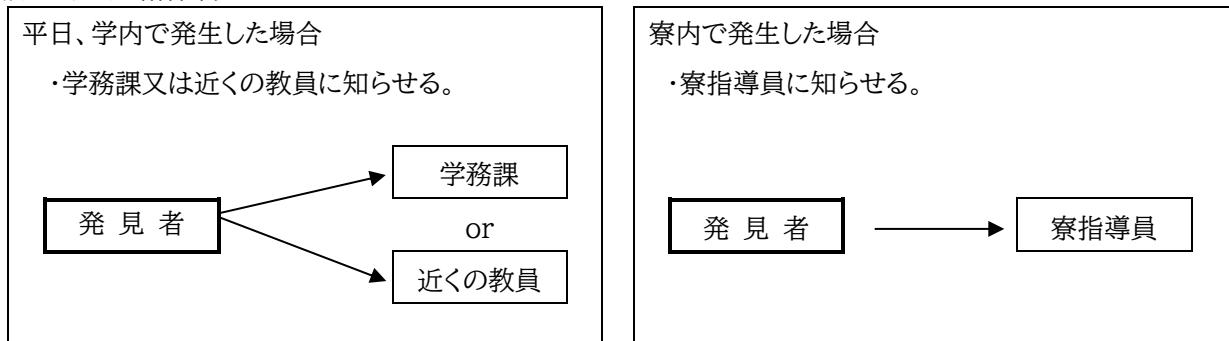 平日、学内で発生した場合
・学務課又は近くの教員に知らせる。
発 見 者
学務課
or
近くの教員
寮内で発生した場合
・寮指導員に知らせる。
発 見 者
寮指導員